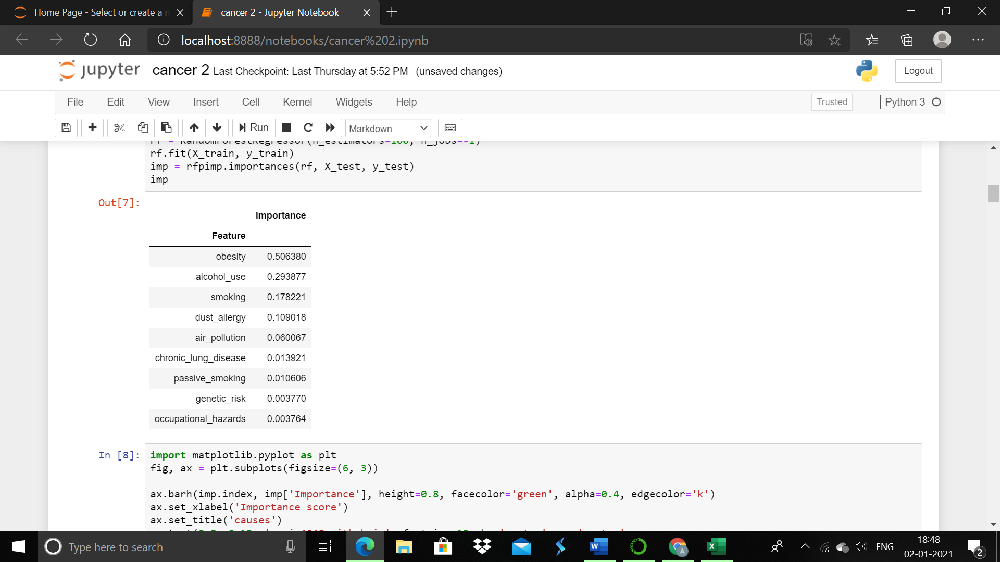 Home Page - Select or create a n
cancer 2 - Jupyter Notebook
localhost:8888/notebooks/cancer%202.ipynb
jupyter cancer 2 Last Checkpoint: Last Thursday at 5:52 PM (unsaved changes)
Logout
File Edit View Insert Cell Kernel Widgets Help
Trusted Python 3
Run Markdown
rf = RandomForestRegressor(n_estimators=100, n_jobs=-1)
rf.fit(X_train, y_train)
imp = rfpimp.importances(rf, X_test, y_test)
imp
Out[7]:
Importance
Feature
obesity 0.506380
alcohol_use 0.293877
smoking 0.178221
dust_allergy 0.109018
air_pollution 0.060067
chronic_lung_disease 0.013921
passive_smoking 0.010606
genetic_risk 0.003770
occupational_hazards 0.003764
In [8]: import matplotlib.pyplot as plt
fig, ax = plt.subplots(figsize=(6, 3))
ax.barh(imp.index, imp['Importance'], height=0.8, facecolor='green', alpha=0.4, edgecolor='k')
ax.set_xlabel('Importance score')
ax.set_title('causes')
Type here to search
ENG
18:48
02-01-2021
2